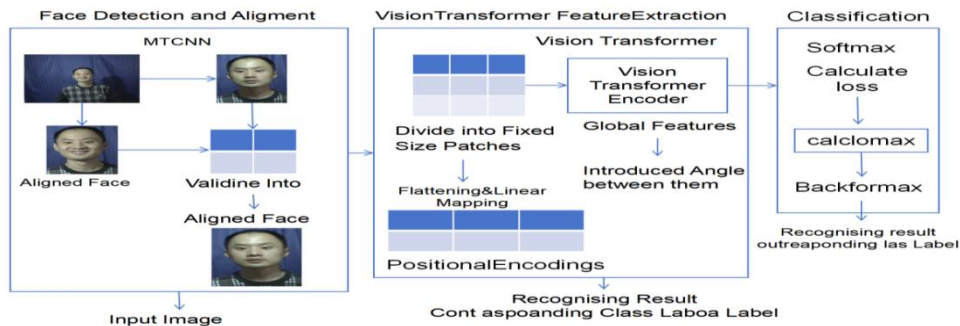 Face Detection and Aligment
MTCNN
Aligned Face
Validine Into
Aligned Face
Input Image
VisionTransformer FeatureExtraction
Vision Transformer
Vision
Transformer
Encoder
Divide into Fixed
Size Patches
Global Features
Flattening&Linear
Mapping
Introduced Angle
between them
PositionalEncodings
Recognising Result
Cont aspoanding Class Laboa Label
Classification
Softmax
Calculate
loss
calclomax
Backformax
Recognising result
outreaponding las Label